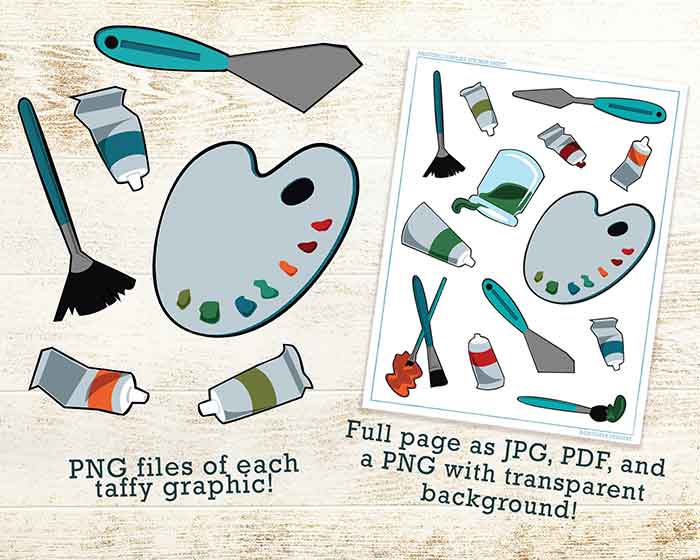 PNG files of each
taffy graphic!
Full page as JPG, PDF, and
a PNG with transparent
background!